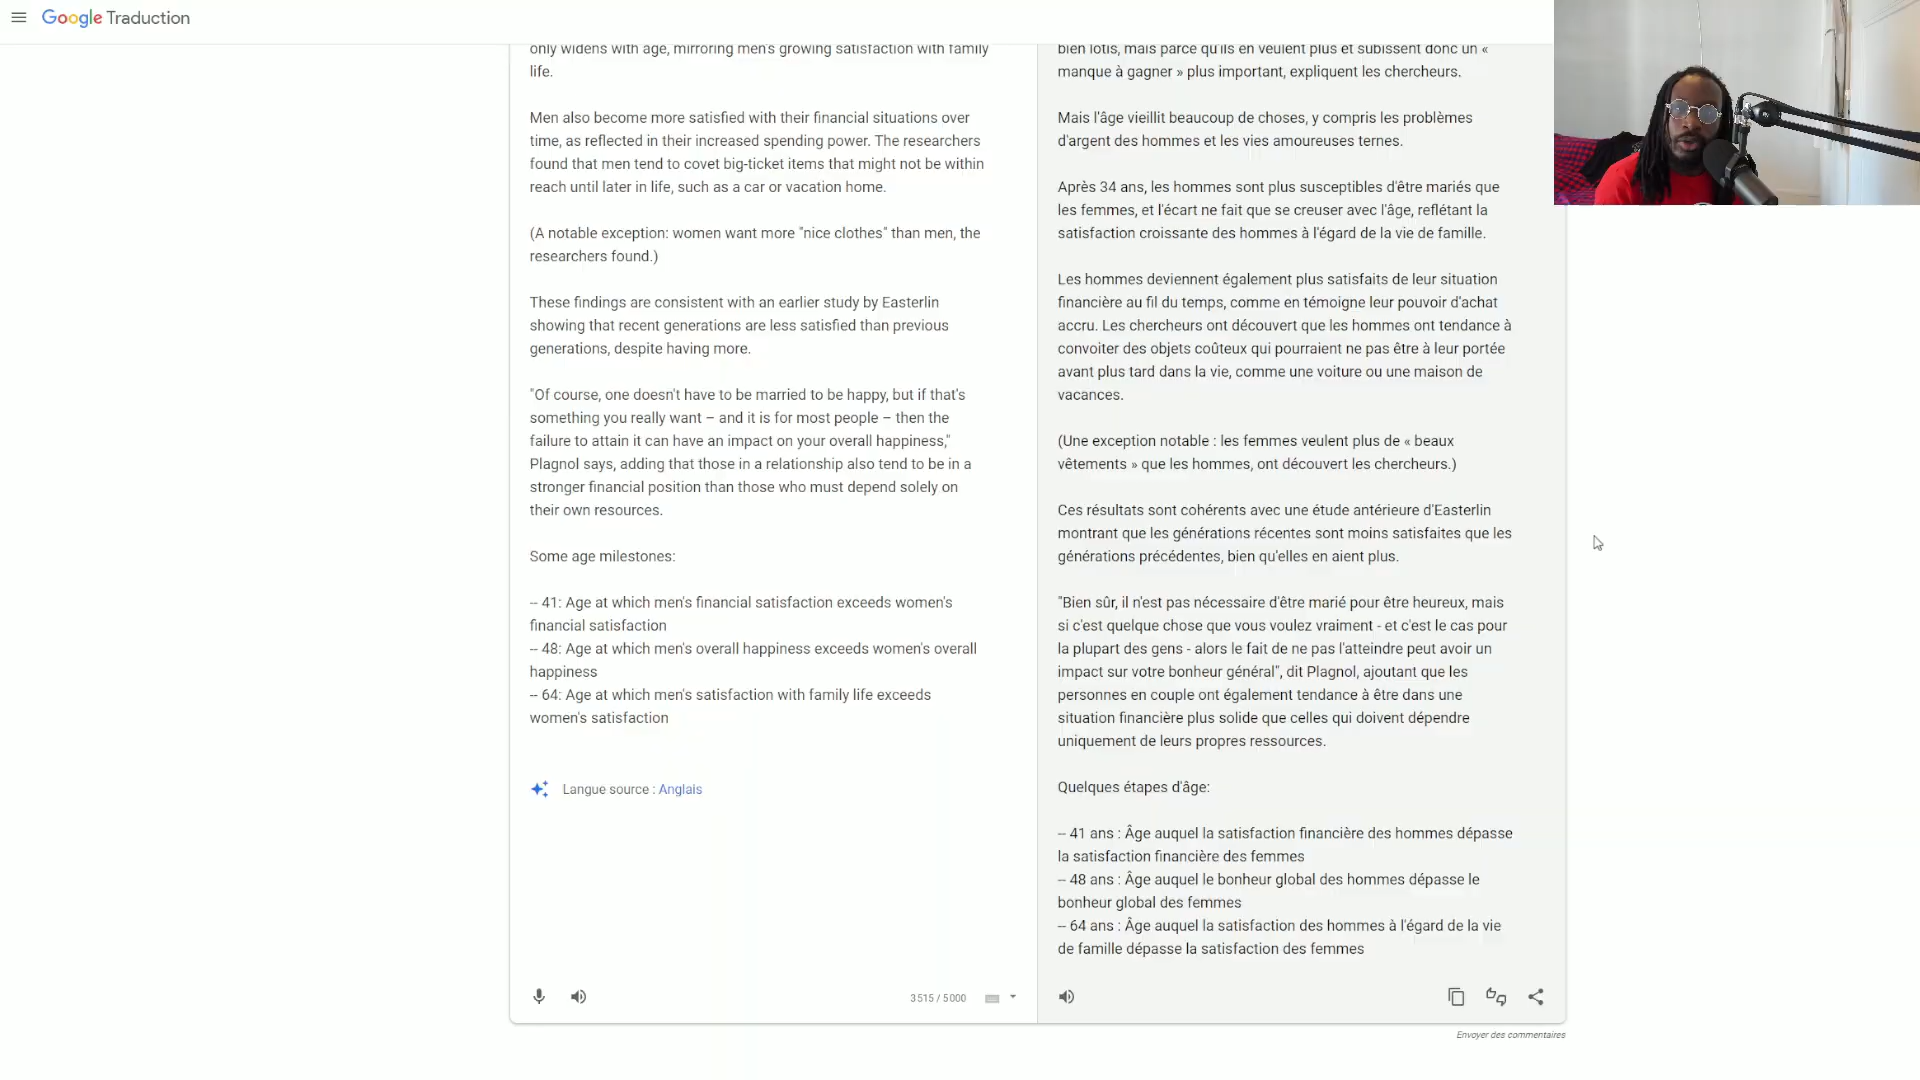 Google Traduction
only widens with age, mirroring men's growing satisfaction with family
life.
Men also become more satisfied with their financial situations over
time, as reflected in their increased spending power. The researchers
found that men tend to covet big-ticket items that might not be within
reach until later in life, such as a car or vacation home.
(A notable exception: women want more "nice clothes" than men, the
researchers found.)
These findings are consistent with an earlier study by Easterlin
showing that recent generations are less satisfied than previous
generations, despite having more.
"Of course, one doesn't have to be married to be happy, but if that's
something you really want – and it is for most people – then the
failure to attain it can have an impact on your overall happiness,"
Plagnol says, adding that those in a relationship also tend to be in a
stronger financial position than those who must depend solely on
their own resources.
Some age milestones:
-- 41: Age at which men's financial satisfaction exceeds women's
financial satisfaction
-- 48: Age at which men's overall happiness exceeds women's overall
happiness
-- 64: Age at which men's satisfaction with family life exceeds
women's satisfaction
Langue source : Anglais
3515 / 5000
bien lotis, mais parce qu'ils en veulent plus et subissent donc un «
manque à gagner » plus important, expliquent les chercheurs.
Mais l'âge vieillit beaucoup de choses, y compris les problèmes
d'argent des hommes et les vies amoureuses ternes.
Après 34 ans, les hommes sont plus susceptibles d'être mariés que
les femmes, et l'écart ne fait que se creuser avec l'âge, reflétant la
satisfaction croissante des hommes à l'égard de la vie de famille.
Les hommes deviennent également plus satisfaits de leur situation
financière au fil du temps, comme en témoigne leur pouvoir d'achat
accru. Les chercheurs ont découvert que les hommes ont tendance à
convoiter des objets coûteux qui pourraient ne pas être à leur portée
avant plus tard dans la vie, comme une voiture ou une maison de
vacances.
(Une exception notable : les femmes veulent plus de « beaux
vêtements » que les hommes, ont découvert les chercheurs.)
Ces résultats sont cohérents avec une étude antérieure d'Easterlin
montrant que les générations récentes sont moins satisfaites que les
générations précédentes, bien qu'elles en aient plus.
"Bien sûr, il n'est pas nécessaire d'être marié pour être heureux, mais
si c'est quelque chose que vous voulez vraiment - et c'est le cas pour
la plupart des gens - alors le fait de ne pas l'atteindre peut avoir un
impact sur votre bonheur général", dit Plagnol, ajoutant que les
personnes en couple ont également tendance à être dans une
situation financière plus solide que celles qui doivent dépendre
uniquement de leurs propres ressources.
Quelques étapes d'âge:
-- 41 ans : Âge auquel la satisfaction financière des hommes dépasse
la satisfaction financière des femmes
-- 48 ans : Âge auquel le bonheur global des hommes dépasse le
bonheur global des femmes
-- 64 ans : Âge auquel la satisfaction des hommes à l'égard de la vie
de famille dépasse la satisfaction des femmes
Envoyer des commentaires